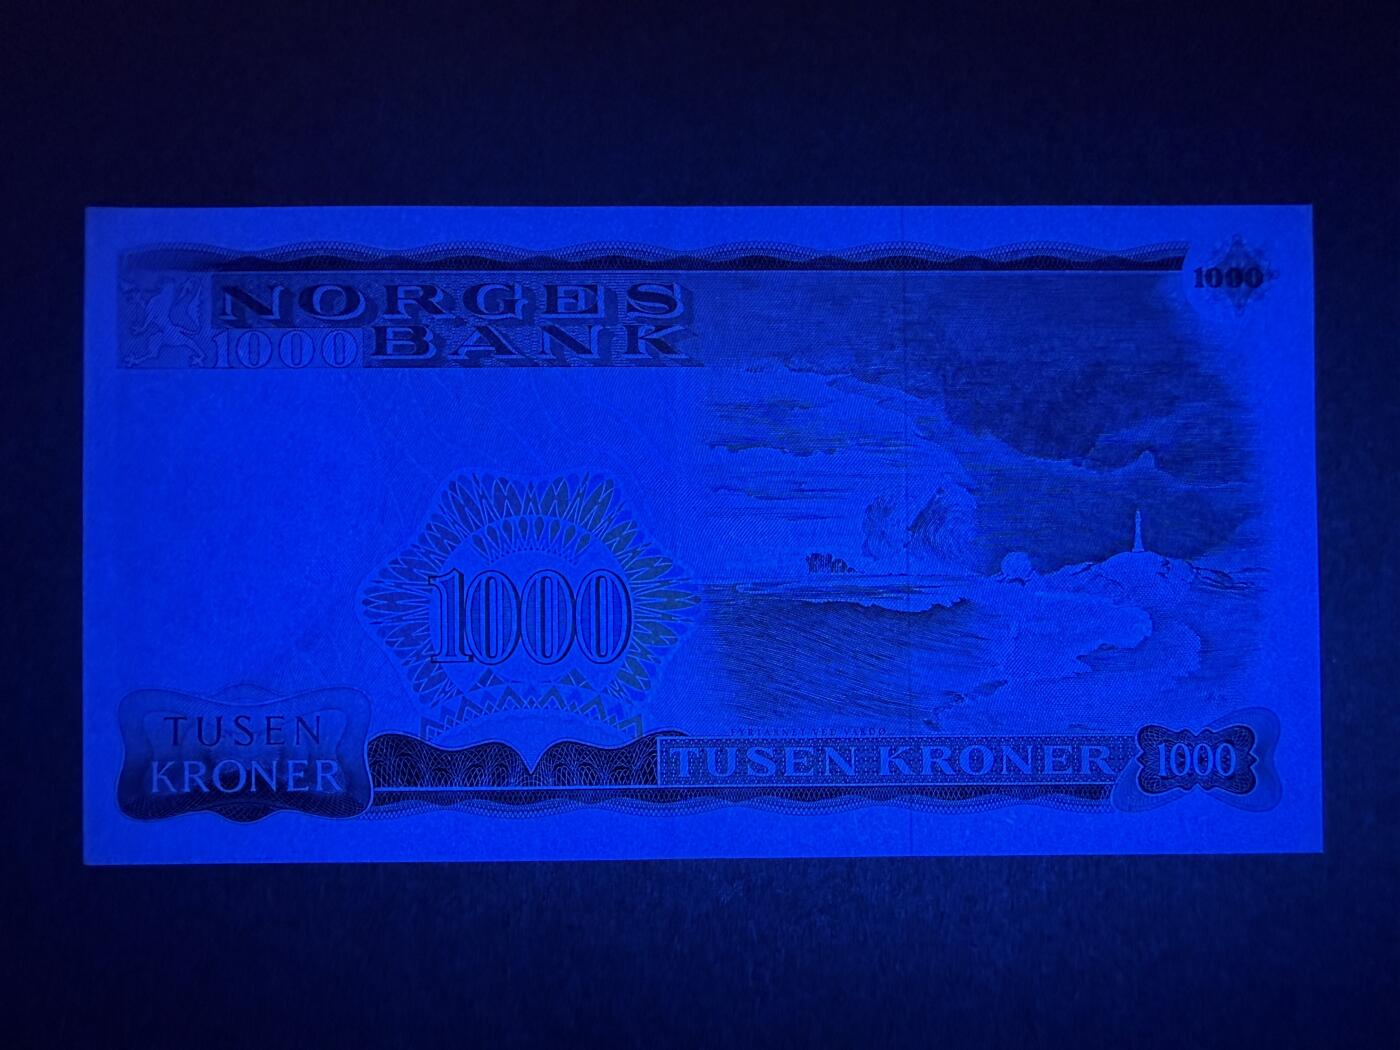 NORGES
1000 BANK
1000
1000
TUSEN
KRONER
TUSEN KRONER
1000